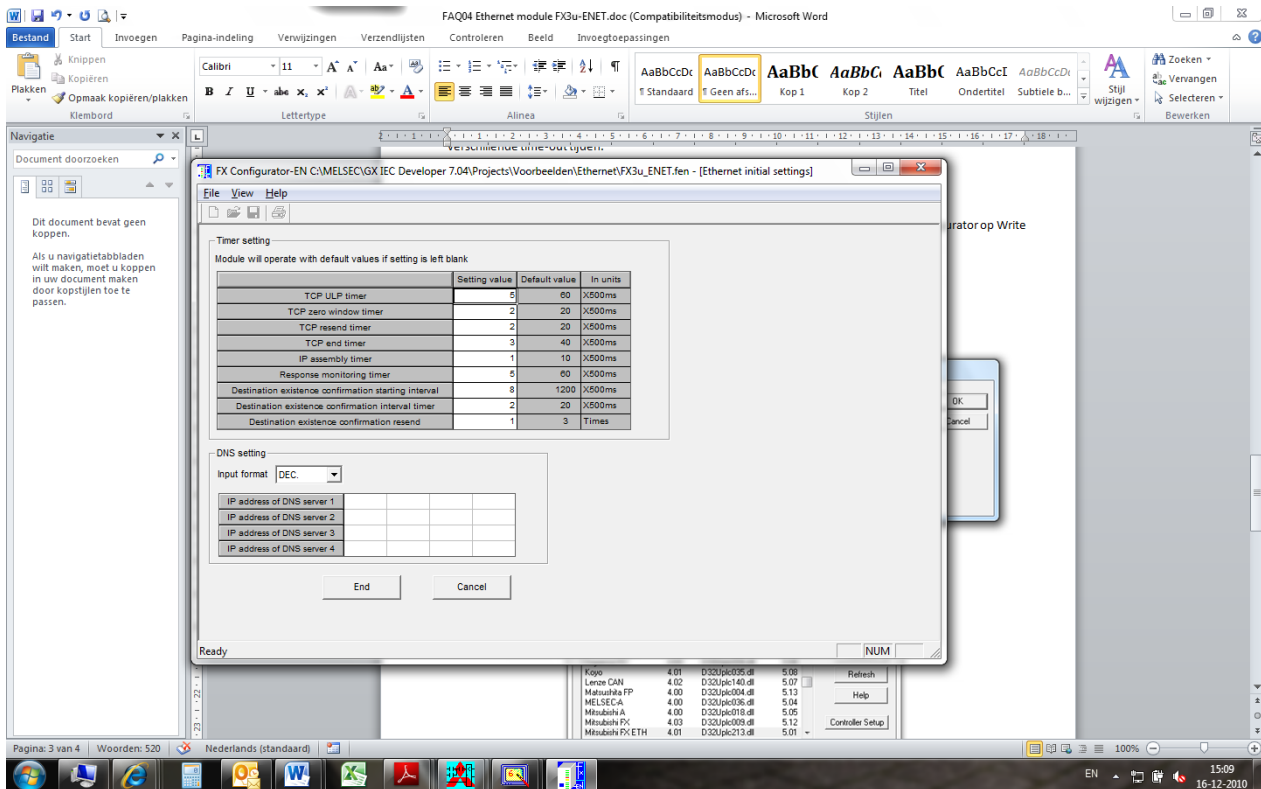 FAQ04 Ethernet module FX3u-ENET.doc (Compatibiliteitsmodus) - Microsoft Word
Bestand Start Invoegen Pagina-indeling Verwijzingen Verzendlijsten Controleren Beeld Invoegtoepassingen
Plakken
Knippen
Kopiëren
Opmaak kopiëren/plakken
Klembord
Calibri 11
Lettertype
Alinea
AaBbCcDc AaBbCcDc AaBb( AaBbC AaBb( AaBbCcI AaBbCcDc
¶ Standaard ¶ Geen afs... Kop 1 Kop 2 Titel Ondertitel Subtiele b...
Stijl wijzigen
Stijlen
Zoeken
Vervangen
Selecteren
Bewerken
Navigatie
Document doorzoeken
Dit document bevat geen
koppen.
Als u navigatietabbladen
wilt maken, moet u koppen
in uw document maken
door kopstijlen toe te
passen.
verschillende time-out tijden.
urator op Write
FX Configurator-EN C:\MELSEC\GX IEC Developer 7.04\Projects\Voorbeelden\Ethernet\FX3u_ENET.fen - [Ethernet initial settings]
File View Help
Timer setting
Module will operate with default values if setting is left blank
Setting value Default value In units
TCP ULP timer 5 60 X500ms
TCP zero window timer 2 20 X500ms
TCP resend timer 2 20 X500ms
TCP end timer 3 40 X500ms
IP assembly timer 1 10 X500ms
Response monitoring timer 5 60 X500ms
Destination existence confirmation starting interval 8 1200 X500ms
Destination existence confirmation interval timer 2 20 X500ms
Destination existence confirmation resend 1 3 Times
DNS setting
Input format DEC.
IP address of DNS server 1
IP address of DNS server 2
IP address of DNS server 3
IP address of DNS server 4
End Cancel
Ready NUM
OK
Cancel
Koyo 4.01 D32Uplc035.dll 5.08
Lenze CAN 4.02 D32Uplc140.dll 5.07
Matsushita FP 4.00 D32Uplc004.dll 5.13
MELSEC-A 4.00 D32Uplc036.dll 5.04
Mitsubishi A 4.00 D32Uplc018.dll 5.05
Mitsubishi FX 4.03 D32Uplc009.dll 5.12
Mitsubishi FX ETH 4.01 D32Uplc213.dll 5.01
Refresh
Help
Controller Setup
Pagina: 3 van 4 Woorden: 520 Nederlands (standaard) 100%
EN 15:09
16-12-2010